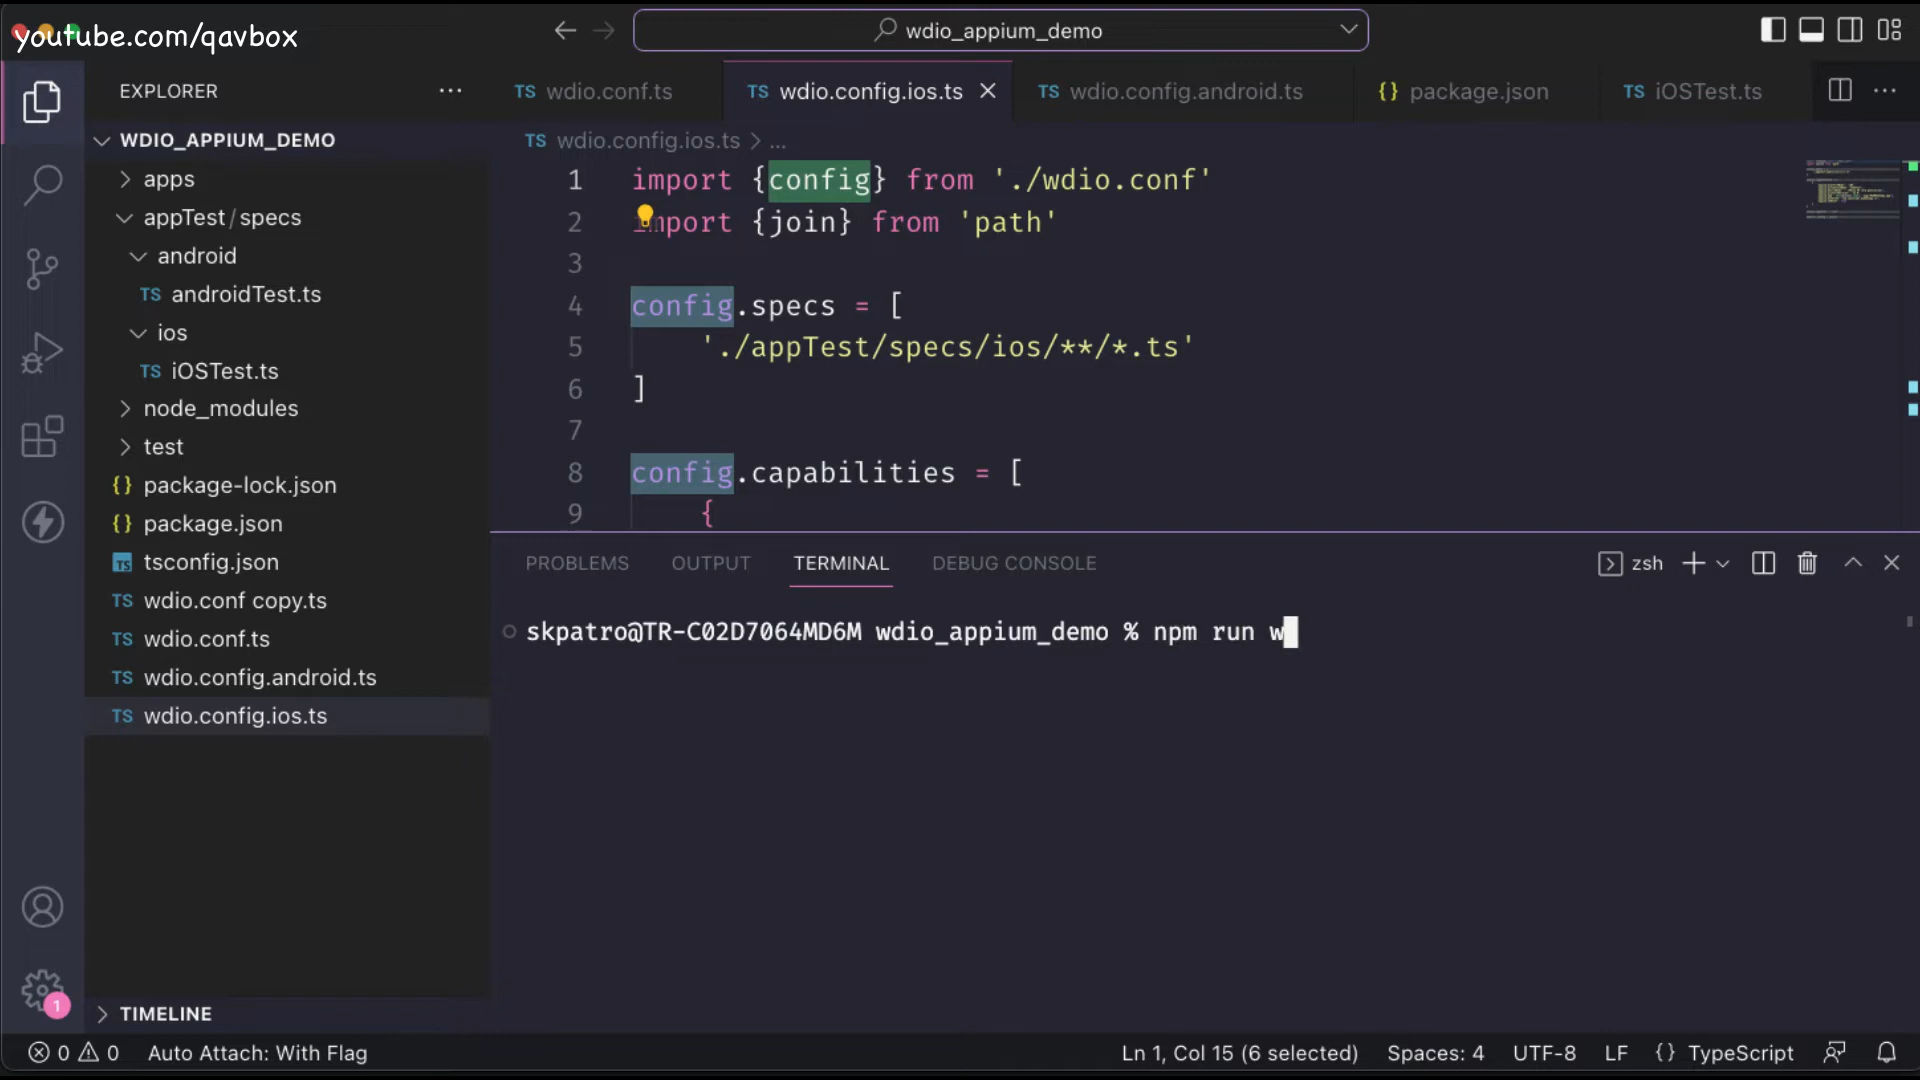 youtube.com/qavbox
wdio_appium_demo
EXPLORER
WDIO_APPIUM_DEMO
apps
appTest/specs
android
TS androidTest.ts
ios
TS iOSTest.ts
node_modules
test
{} package-lock.json
{} package.json
TS tsconfig.json
TS wdio.conf copy.ts
TS wdio.conf.ts
TS wdio.config.android.ts
TS wdio.config.ios.ts
TIMELINE
1
TS wdio.conf.ts
TS wdio.config.ios.ts
TS wdio.config.android.ts
{} package.json
TS iOSTest.ts
TS wdio.config.ios.ts > ...
1 import {config} from './wdio.conf'
2 import {join} from 'path'
3
4 config.specs = [
5 './appTest/specs/ios/**/*.ts'
6 ]
7
8 config.capabilities = [
9 {
PROBLEMS OUTPUT TERMINAL DEBUG CONSOLE
zsh
skpatro@TR-C02D7064MD6M wdio_appium_demo % npm run w
0 0 Auto Attach: With Flag
Ln 1, Col 15 (6 selected) Spaces: 4 UTF-8 LF {} TypeScript